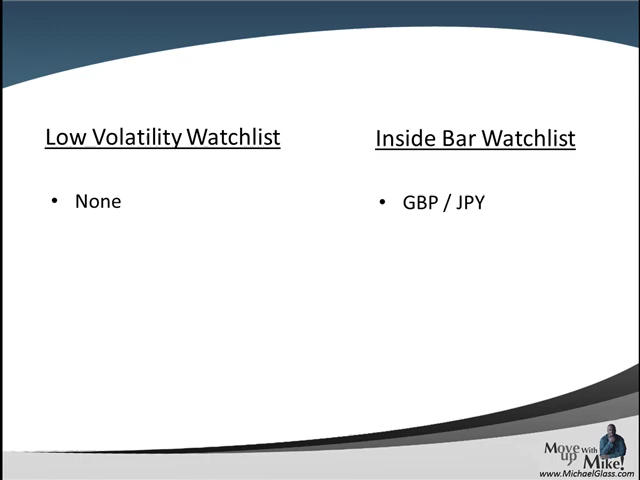 Low Volatility Watchlist
• None
Inside Bar Watchlist
• GBP / JPY
Move up With Mike!
www.MichaelGlass.com